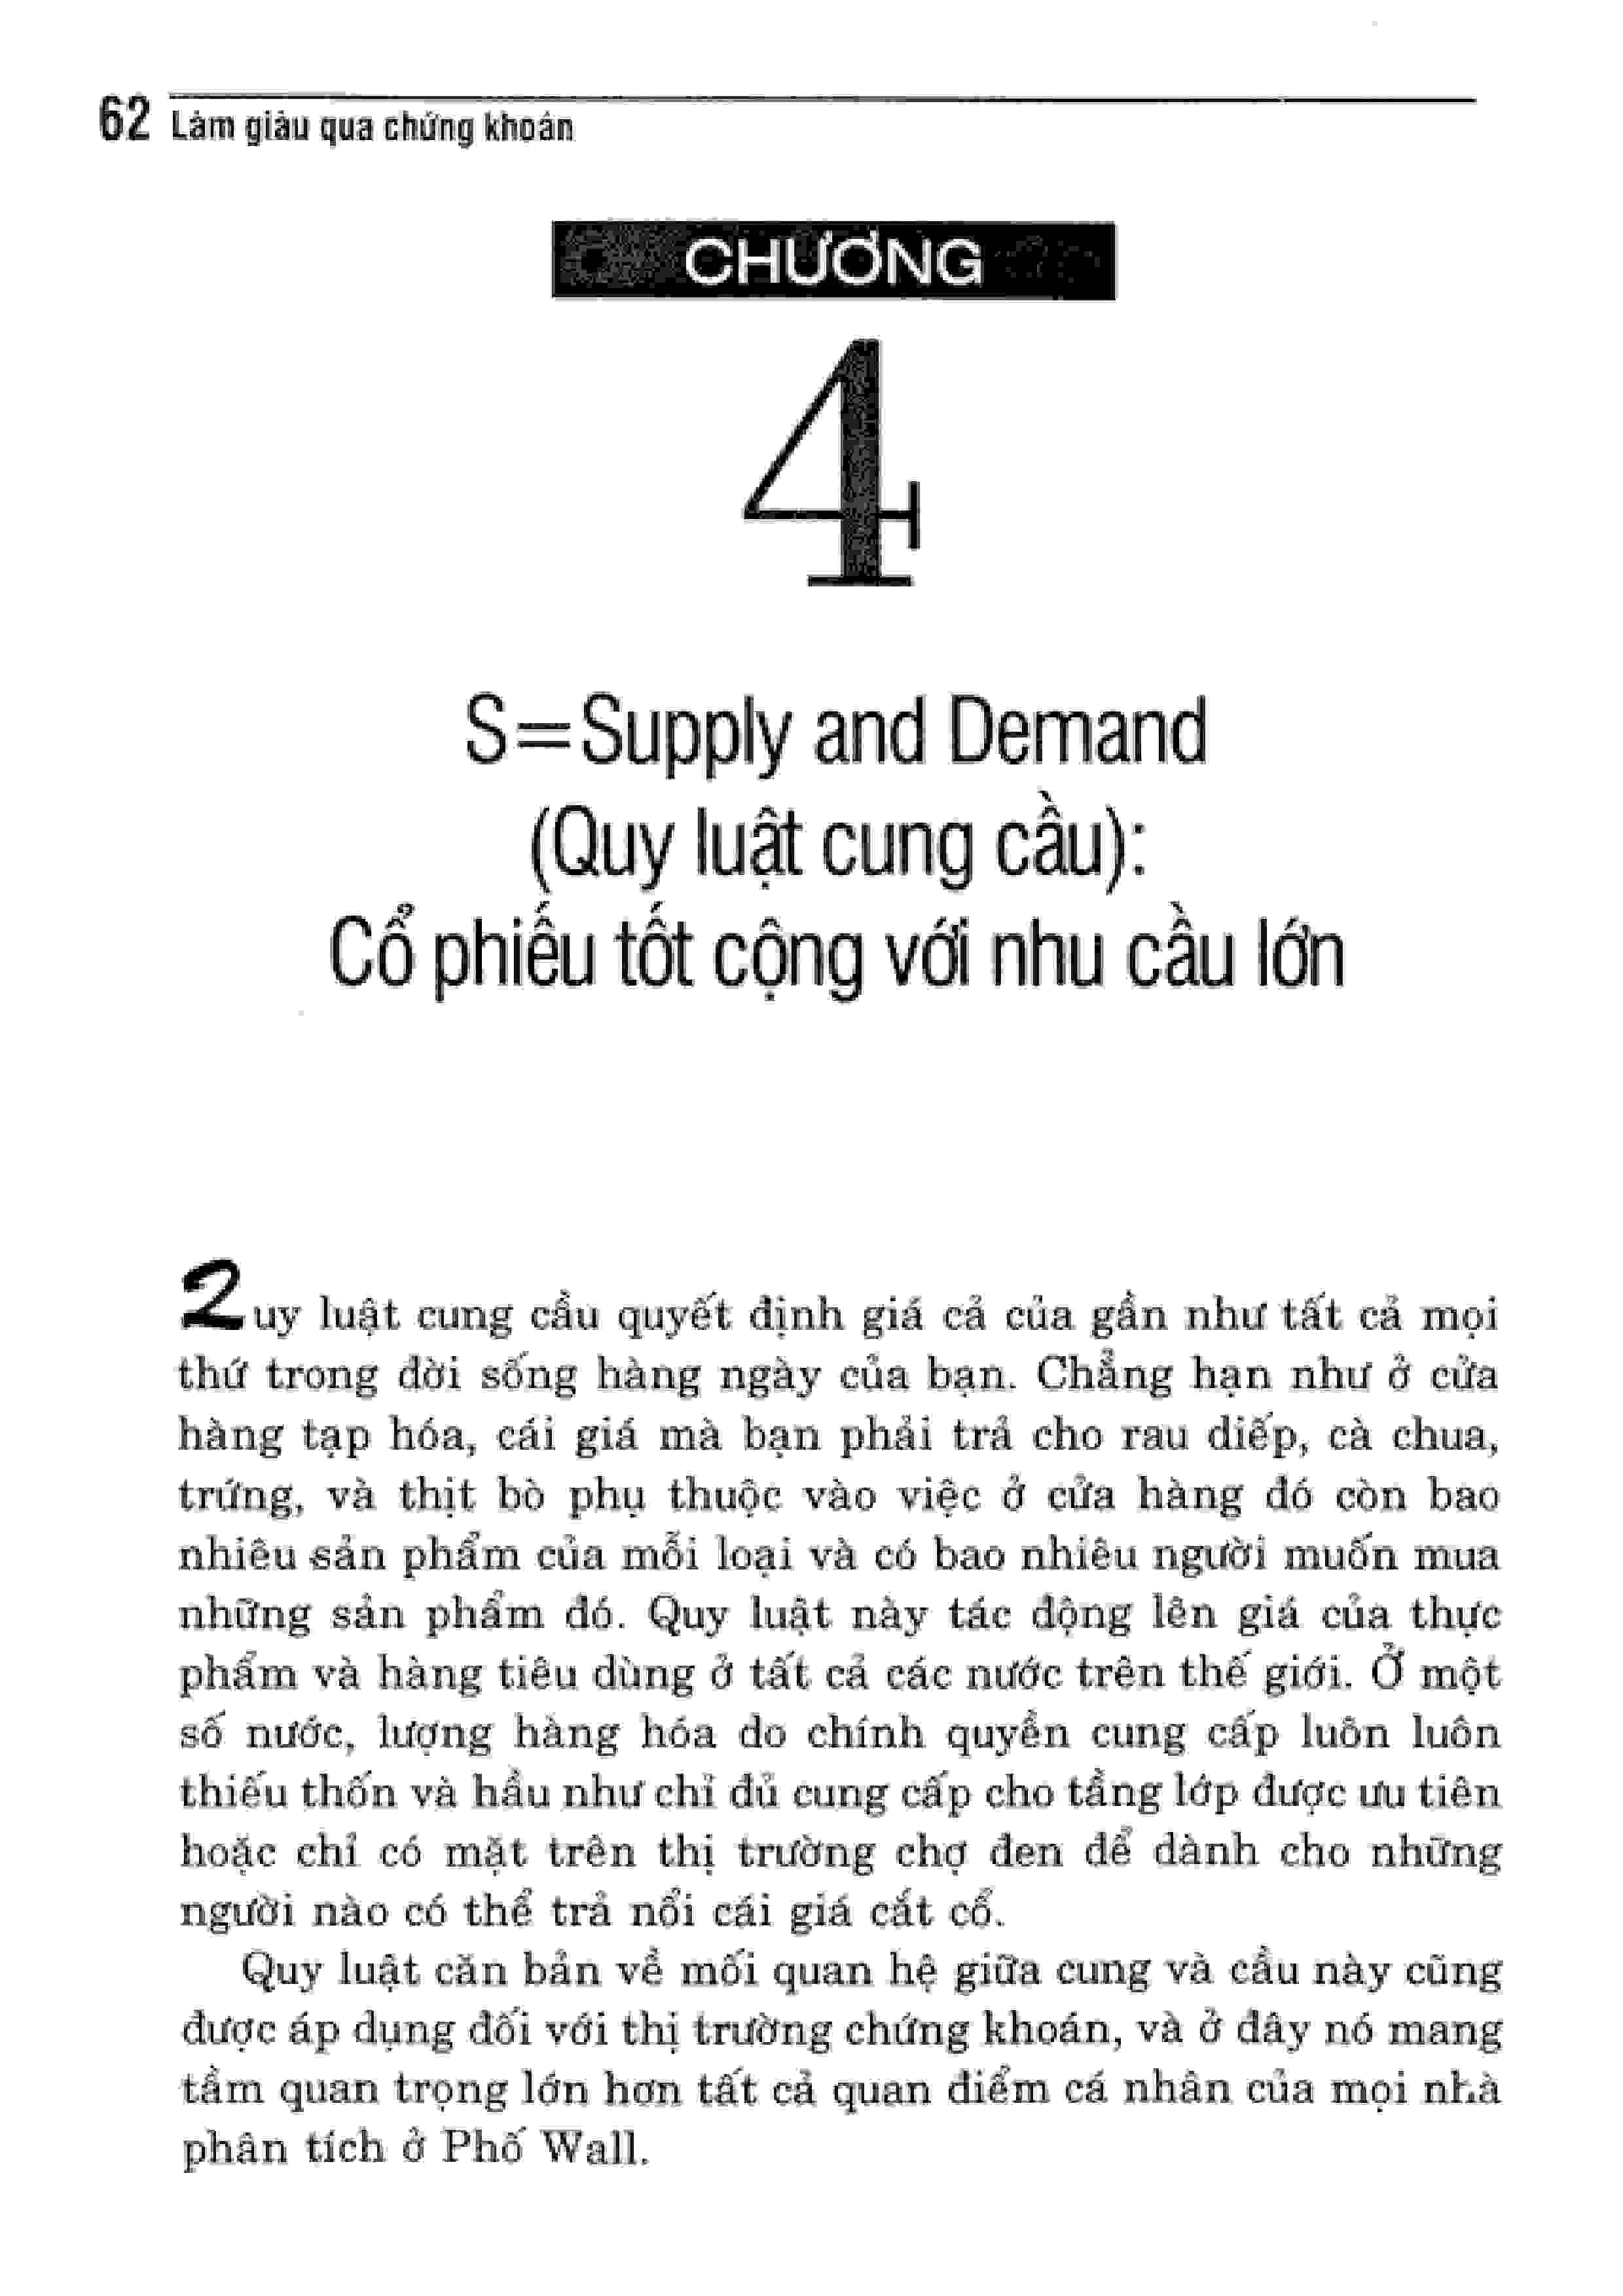 62 Làm giàu qua chứng khoán
CHƯƠNG
4
S=Supply and Demand
(Quy luật cung cầu):
Cổ phiếu tốt cộng với nhu cầu lớn
Quy luật cung cầu quyết định giá cả của gần như tất cả mọi
thứ trong đời sống hàng ngày của bạn. Chẳng hạn như ở cửa
hàng tạp hóa, cái giá mà bạn phải trả cho rau diếp, cà chua,
trứng, và thịt bò phụ thuộc vào việc ở cửa hàng đó còn bao
nhiêu sản phẩm của mỗi loại và có bao nhiêu người muốn mua
những sản phẩm đó. Quy luật này tác động lên giá của thực
phẩm và hàng tiêu dùng ở tất cả các nước trên thế giới. Ở một
số nước, lượng hàng hóa do chính quyền cung cấp luôn luôn
thiếu thốn và hầu như chỉ đủ cung cấp cho tầng lớp được ưu tiên
hoặc chỉ có mặt trên thị trường chợ đen để dành cho những
người nào có thể trả nổi cái giá cắt cổ.
Quy luật căn bản về mối quan hệ giữa cung và cầu này cũng
được áp dụng đối với thị trường chứng khoán, và ở đây nó mang
tầm quan trọng lớn hơn tất cả quan điểm cá nhân của mọi nhà
phân tích ở Phố Wall.